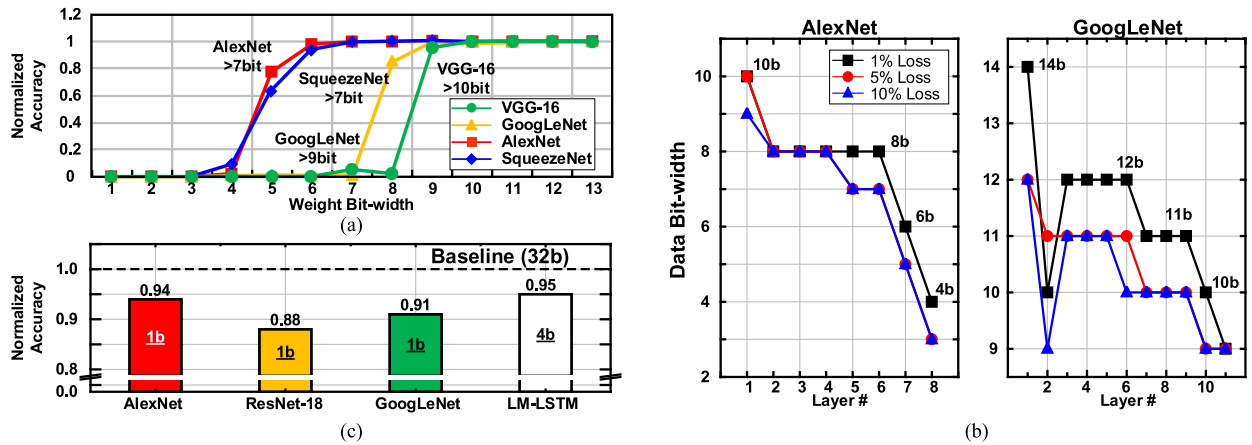 1.2
1.0
0.8
0.6
0.4
0.2
0
Normalized
Accuracy
AlexNet
>7bit
SqueezeNet
>7bit
VGG-16
>10bit
GoogLeNet
>9bit
VGG-16
GoogLeNet
AlexNet
SqueezeNet
1 2 3 4 5 6 7 8 9 10 11 12 13
Weight Bit-width
(a)
Baseline (32b)
1.0
0.9
0.8
0.0
Normalized
Accuracy
0.94
0.88
0.91
0.95
1b
1b
1b
4b
AlexNet ResNet-18 GoogLeNet LM-LSTM
(c)
(b)
AlexNet
Data Bit-width
10
8
6
4
2
10b
8b
6b
4b
1% Loss
5% Loss
10% Loss
1 2 3 4 5 6 7 8
Layer #
GoogLeNet
14
13
12
11
10
9
14b
12b
11b
10b
2 4 6 8 10
Layer #
(b)